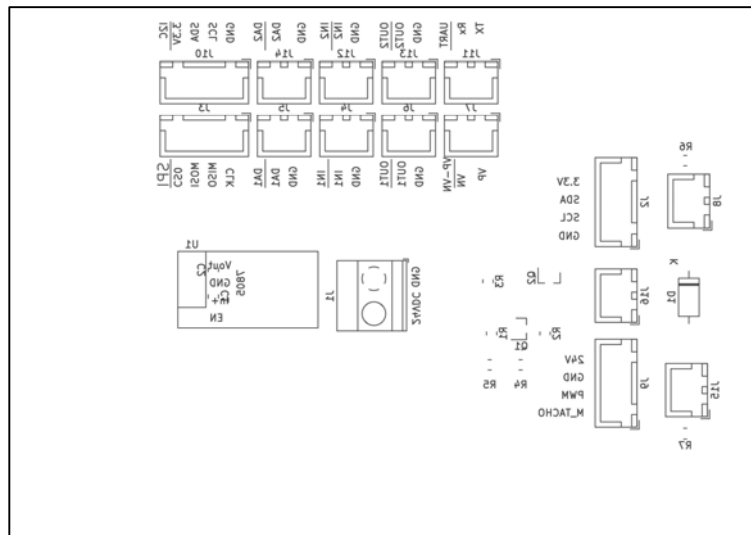 I2C
3.3V
SDA
SCL
GND
DA2
DA2
GND
IN2
IN2
GND
OUT2
OUT2
GND
UART
Rx
TX
J10
J14
J12
J13
J11
J3
J5
J4
J6
J7
SPI
CS0
MOSI
MISO
CLK
DA1
DA1
GND
IN1
IN1
GND
OUT1
OUT1
GND
VP-VN
VN
VP
R6
3.3V
SDA
SCL
GND
J2
J8
U1
Vout
GND
EN
C2
7805
J1
24VDC GND
R3
Q2
J16
K
D1
R1
Q1
R2
R5
R4
24V
GND
PWM
M_TACHO
J9
J15
R7